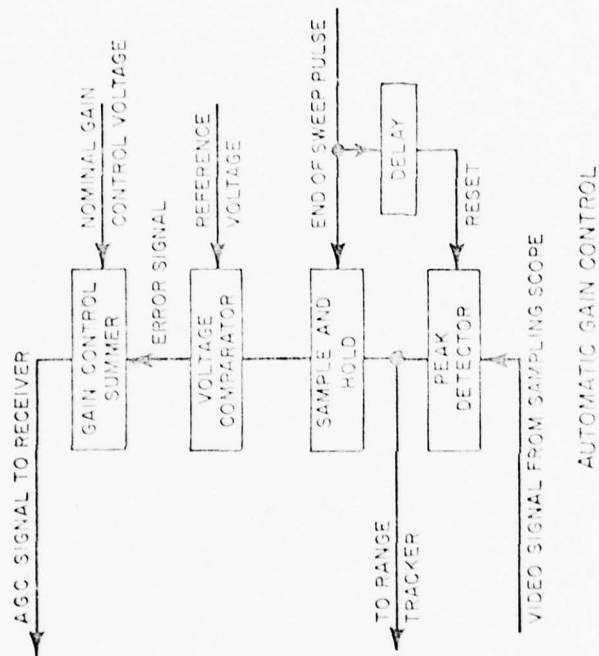 AGC SIGNAL TO RECEIVER
GAIN CONTROL
SUMMER
NOMINAL GAIN
CONTROL VOLTAGE
ERROR SIGNAL
VOLTAGE
COMPARATOR
REFERENCE
VOLTAGE
SAMPLE AND
HOLD
END OF SWEEP PULSE
DELAY
RESET
TO RANGE
TRACKER
PEAK
DETECTOR
VIDEO SIGNAL FROM SAMPLING SCOPE
AUTOMATIC GAIN CONTROL